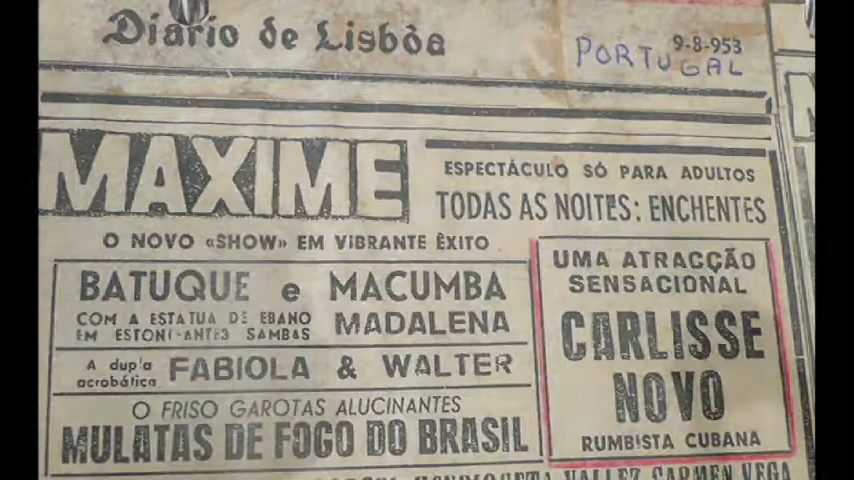 Diário de Lisbôa
9-8-953
PORTUGAL
MAXIME
ESPECTÁCULO SÓ PARA ADULTOS
TODAS AS NOITES: ENCHENTES
O NOVO «SHOW» EM VIBRANTE ÊXITO
BATUQUE e MACUMBA
COM A ESTATUA DE EBANO
EM SAMBAS
MADALENA
A dupla
acrobática
FABIOLA & WALTER
O FRISO GAROTAS ALUCINANTES
MULATAS DE FOGO DO BRASIL
UMA ATRACÇÃO
SENSACIONAL
CARLISSE
NOVO
RUMBISTA CUBANA
CARMEN VEGA